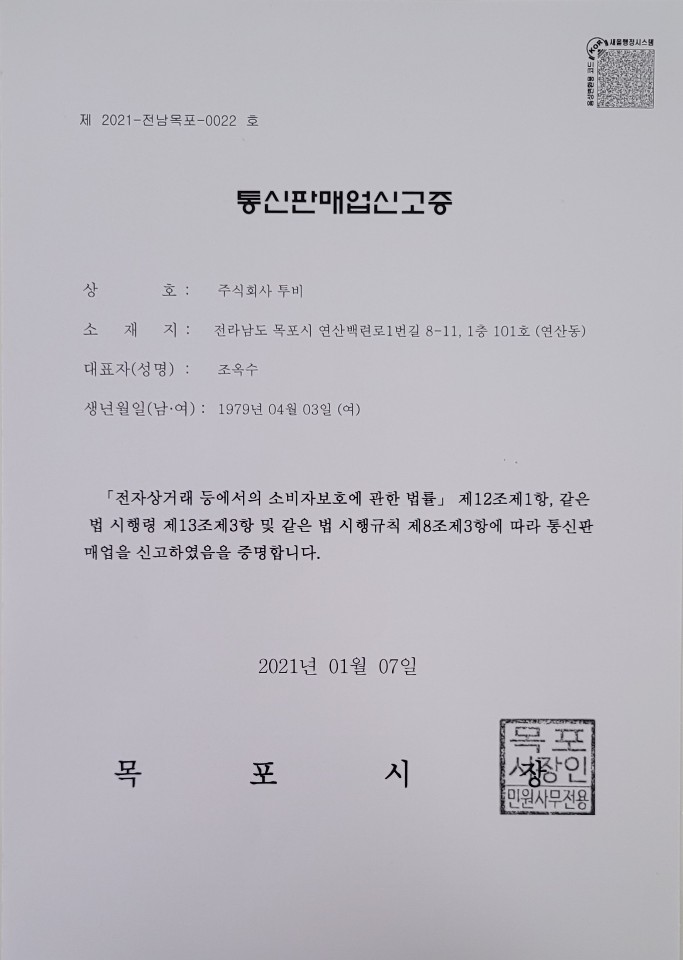 KOR 새올행정시스템
음성변환용 코드
제 2021-전남목포-0022 호
통신판매업신고증
상 호 : 주식회사 투비
소 재 지 : 전라남도 목포시 연산백련로1번길 8-11, 1층 101호 (연산동)
대표자(성명) : 조옥수
생년월일(남·여) : 1979년 04월 03일 (여)
「전자상거래 등에서의 소비자보호에 관한 법률」 제12조제1항, 같은
법 시행령 제13조제3항 및 같은 법 시행규칙 제8조제3항에 따라 통신판
매업을 신고하였음을 증명합니다.
2021년 01월 07일
목 포 시 장
목포
시장인
민원사무전용